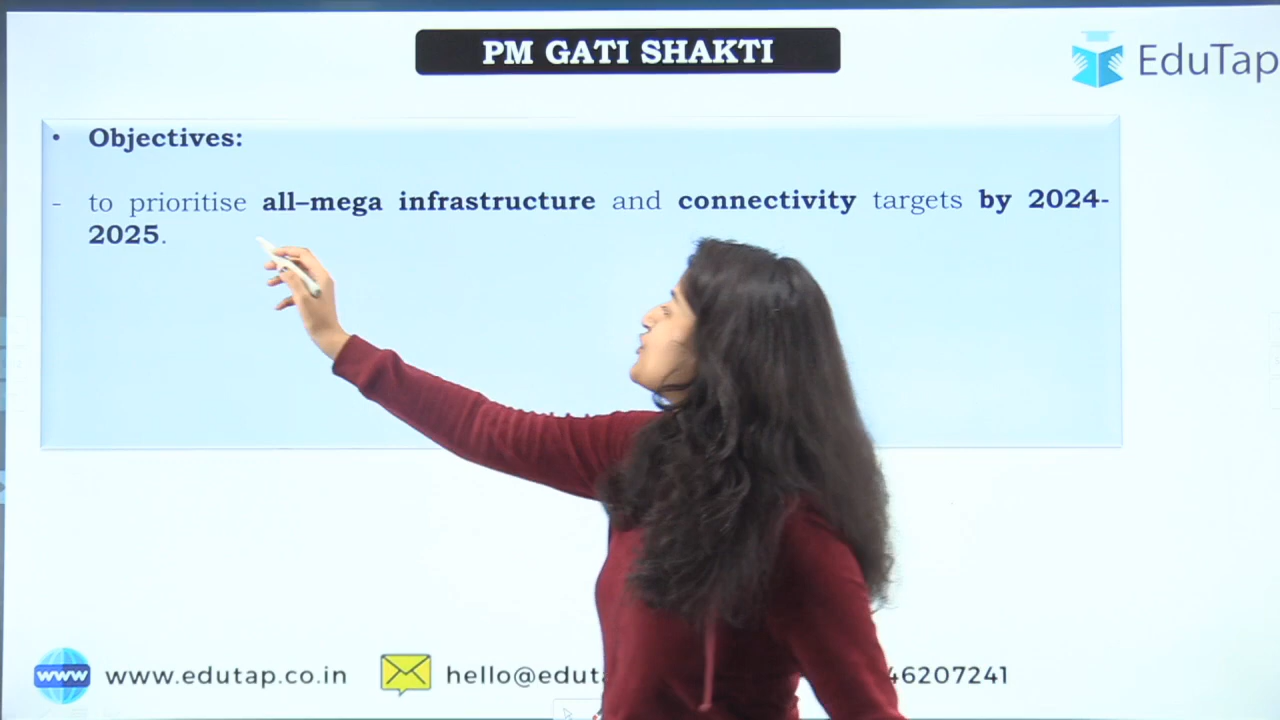 PM GATI SHAKTI
EduTap
• Objectives:
- to prioritise all–mega infrastructure and connectivity targets by 2024-
2025.
www
www.edutap.co.in
hello@edut
46207241